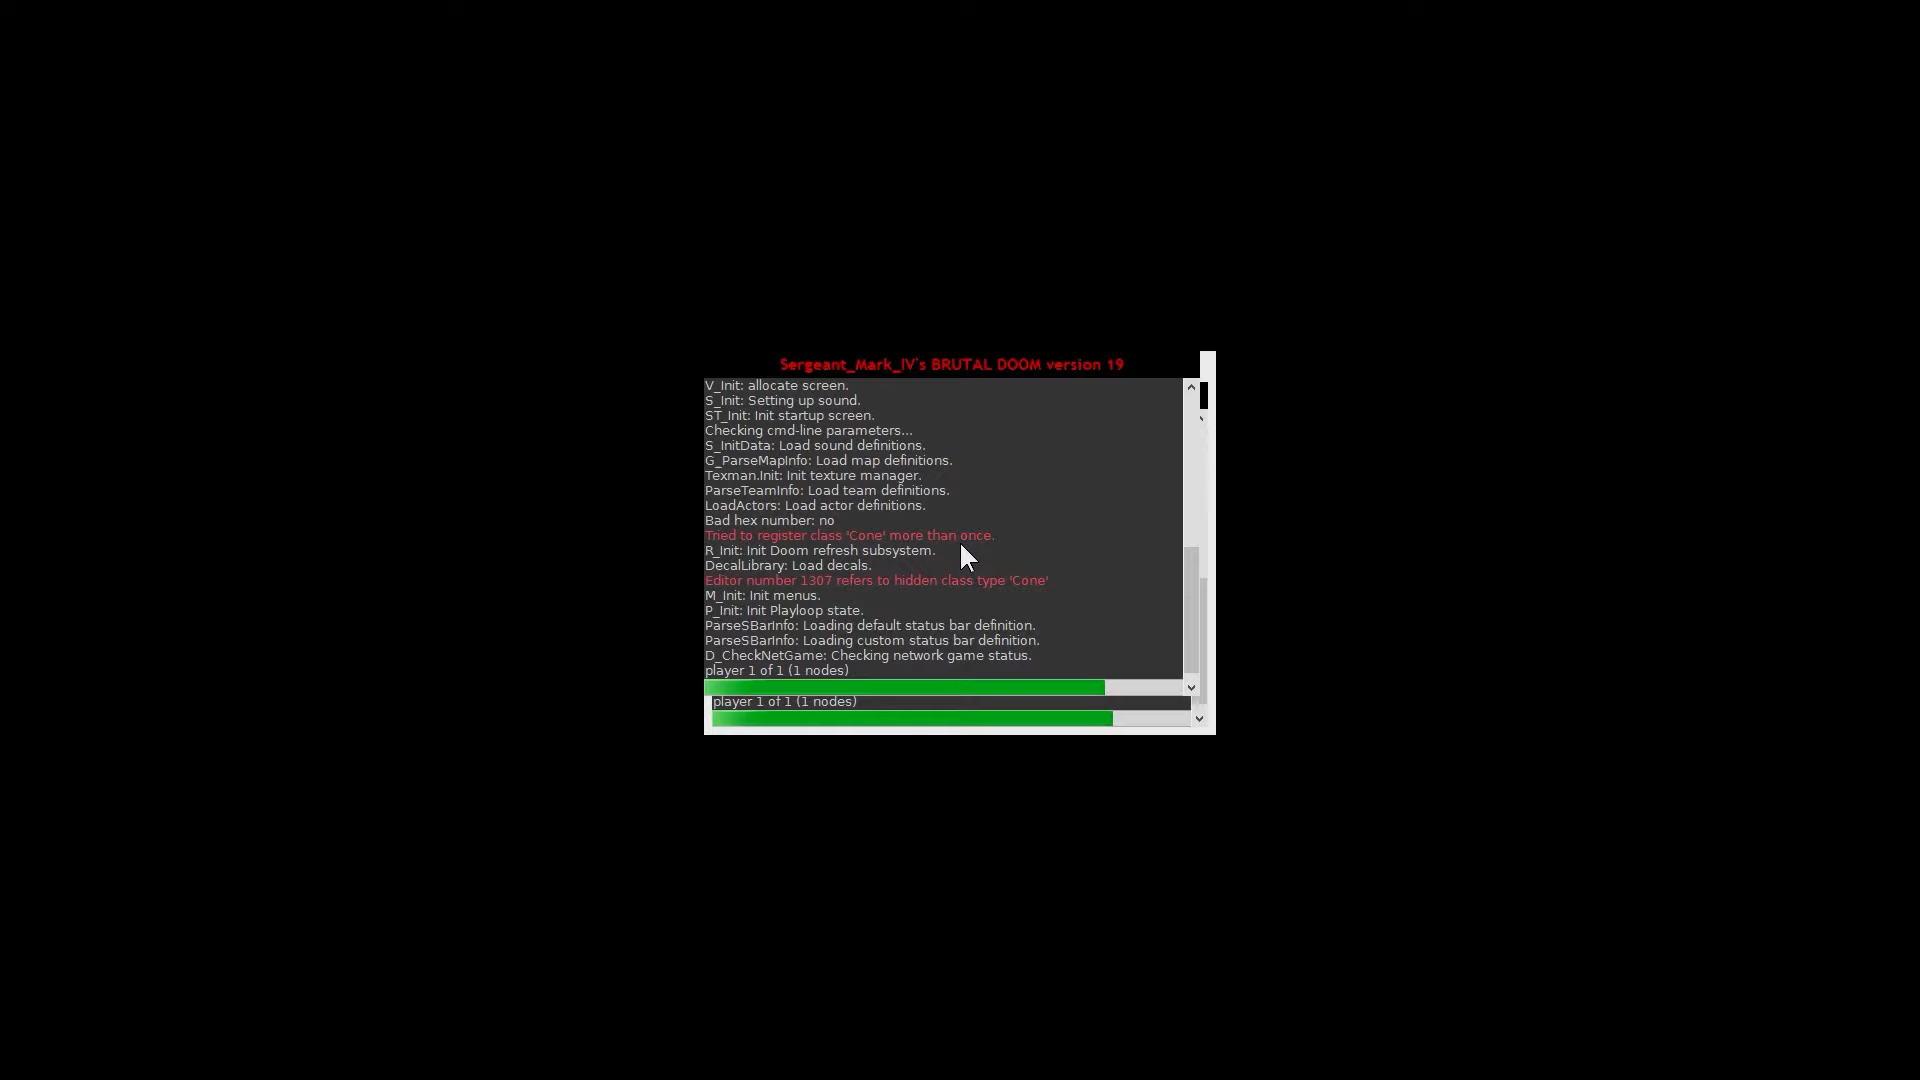 Sergeant_Mark_IV's BRUTAL DOOM version 19
V_Init: allocate screen.
S_Init: Setting up sound.
ST_Init: Init startup screen.
Checking cmd-line parameters...
S_InitData: Load sound definitions.
G_ParseMapInfo: Load map definitions.
Texman.Init: Init texture manager.
ParseTeamInfo: Load team definitions.
LoadActors: Load actor definitions.
Bad hex number: no
Tried to register class 'Cone' more than once.
R_Init: Init Doom refresh subsystem.
DecalLibrary: Load decals.
Editor number 1307 refers to hidden class type 'Cone'
M_Init: Init menus.
P_Init: Init Playloop state.
ParseSBarInfo: Loading default status bar definition.
ParseSBarInfo: Loading custom status bar definition.
D_CheckNetGame: Checking network game status.
player 1 of 1 (1 nodes)
player 1 of 1 (1 nodes)